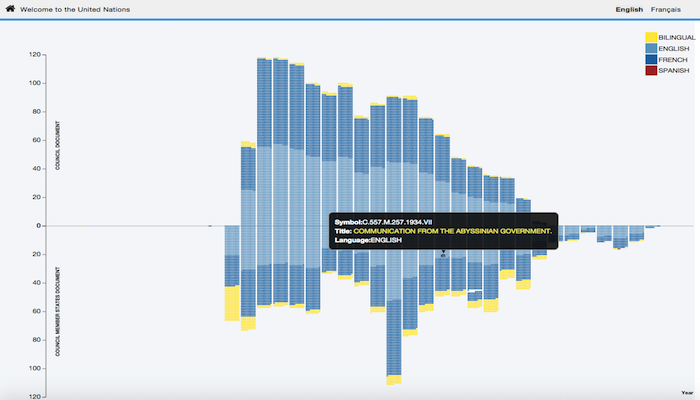 Welcome to the United Nations
English Français
BILINGUAL
ENGLISH
FRENCH
SPANISH
120
100
80
60
40
20
0
20
40
60
80
100
120
COUNCIL DOCUMENT
COUNCIL MEMBER STATES DOCUMENT
Symbol:C.557.M.257.1934.VII
Title: COMMUNICATION FROM THE ABYSSINIAN GOVERNMENT.
Language:ENGLISH
Year